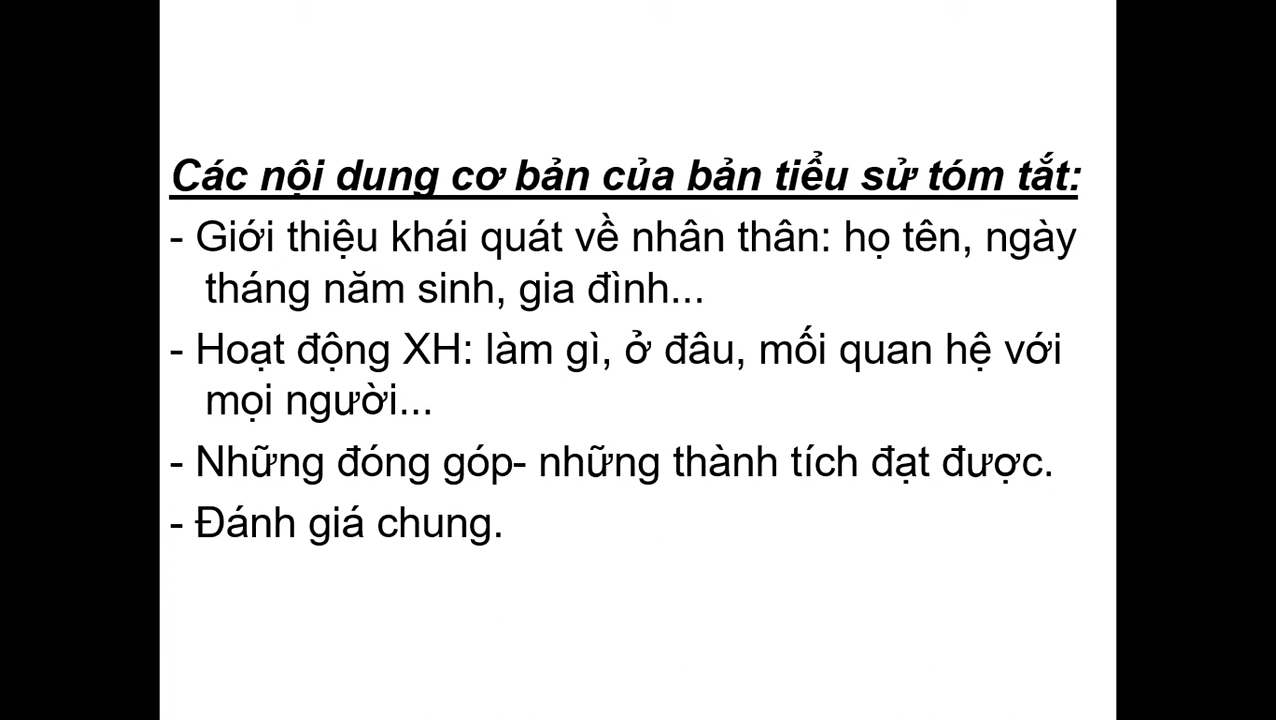 Các nội dung cơ bản của bản tiểu sử tóm tắt:
- Giới thiệu khái quát về nhân thân: họ tên, ngày
tháng năm sinh, gia đình...
- Hoạt động XH: làm gì, ở đâu, mối quan hệ với
mọi người...
- Những đóng góp- những thành tích đạt được.
- Đánh giá chung.